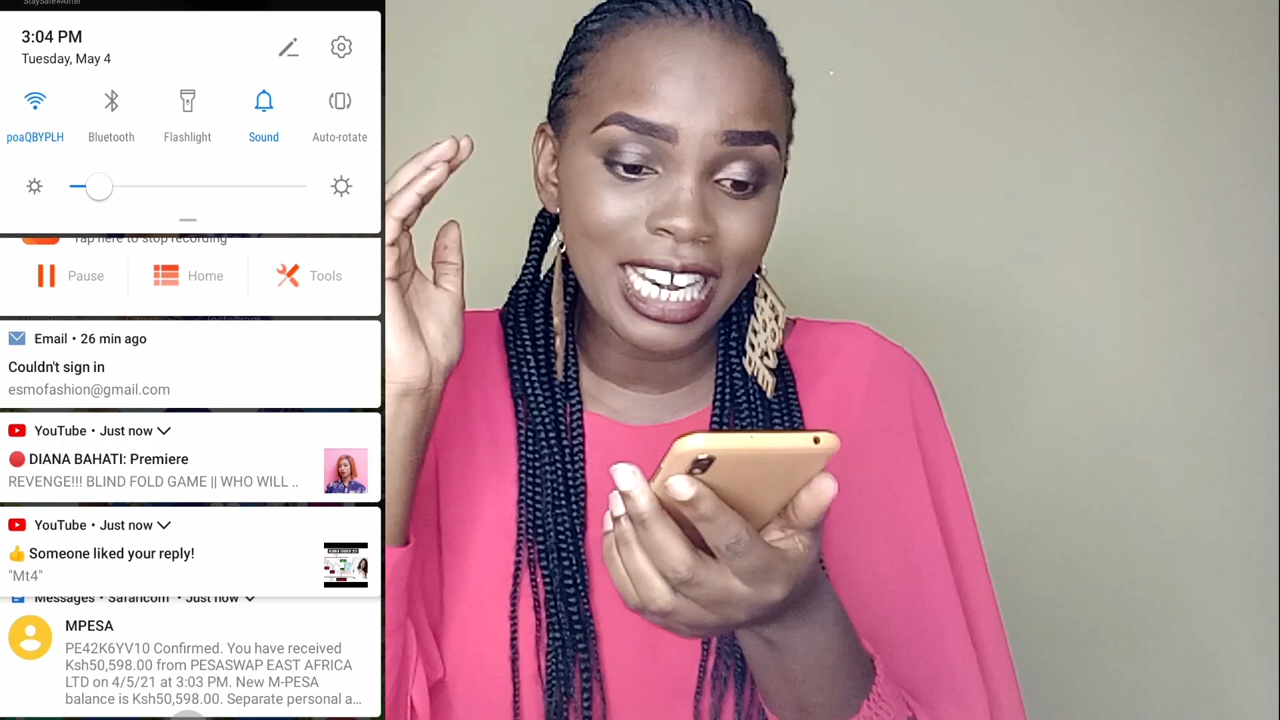 StaySafe#Airtel
3:04 PM
Tuesday, May 4
poaQBYPLH
Bluetooth
Flashlight
Sound
Auto-rotate
Tap here to stop recording
Pause
Home
Tools
Email • 26 min ago
Couldn't sign in
esmofashion@gmail.com
YouTube • Just now
DIANA BAHATI: Premiere
REVENGE!!! BLIND FOLD GAME || WHO WILL ..
YouTube • Just now
Someone liked your reply!
"Mt4"
Messages • Safaricom • Just now
MPESA
PE42K6YV10 Confirmed. You have received
Ksh50,598.00 from PESASWAP EAST AFRICA
LTD on 4/5/21 at 3:03 PM. New M-PESA
balance is Ksh50,598.00. Separate personal a...